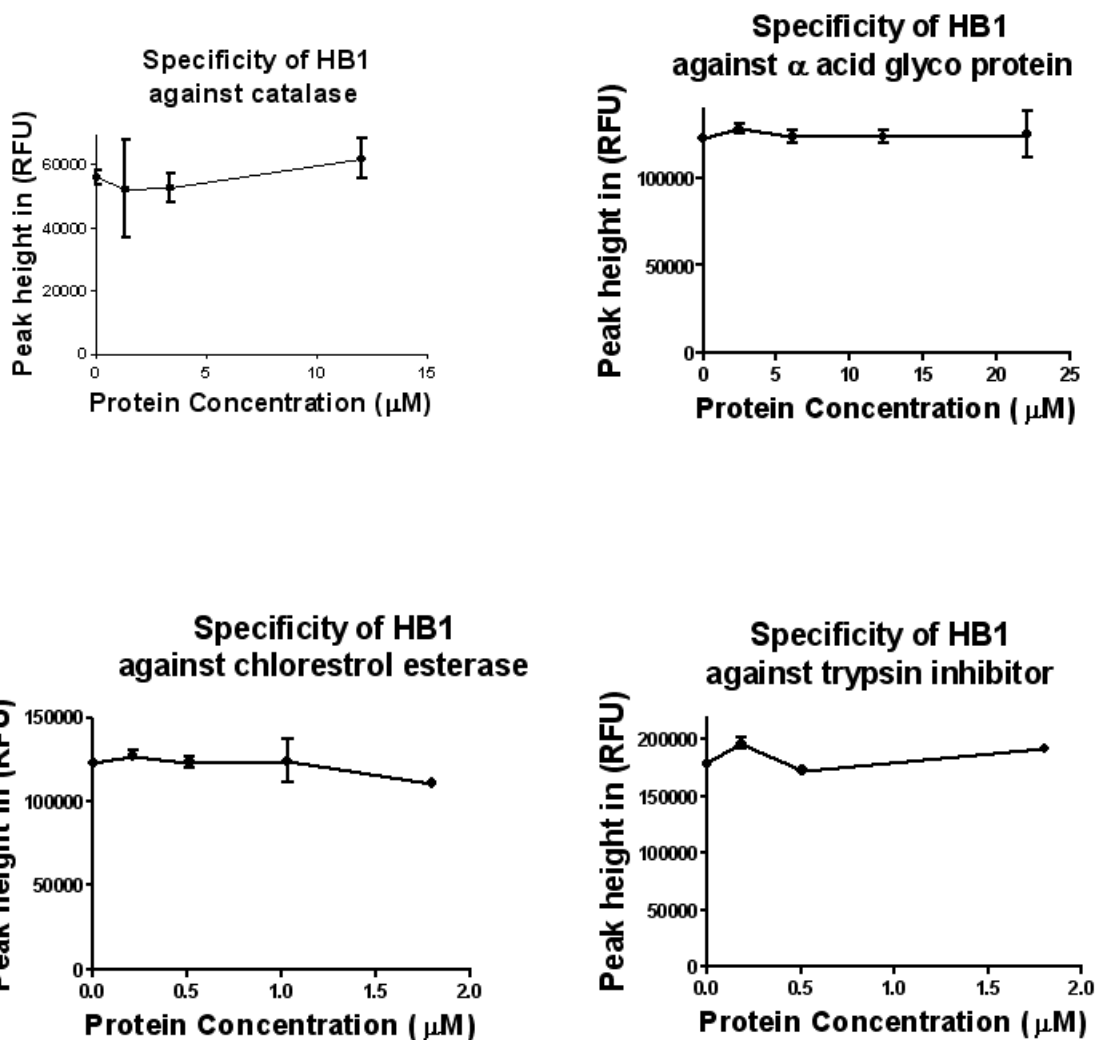 Specificity of HB1
against catalase
Peak height in (RFU)
60000
40000
20000
0
0 5 10 15
Protein Concentration (μM)
Specificity of HB1
against α acid glyco protein
Peak height in (RFU)
100000
50000
0
0 5 10 15 20 25
Protein Concentration ( μM)
Specificity of HB1
against chlorestrol esterase
Peak height in (RFU)
150000
100000
50000
0
0.0 0.5 1.0 1.5 2.0
Protein Concentration ( μM)
Specificity of HB1
against trypsin inhibitor
Peak height in (RFU)
200000
150000
100000
50000
0
0.0 0.5 1.0 1.5 2.0
Protein Concentration ( μM)